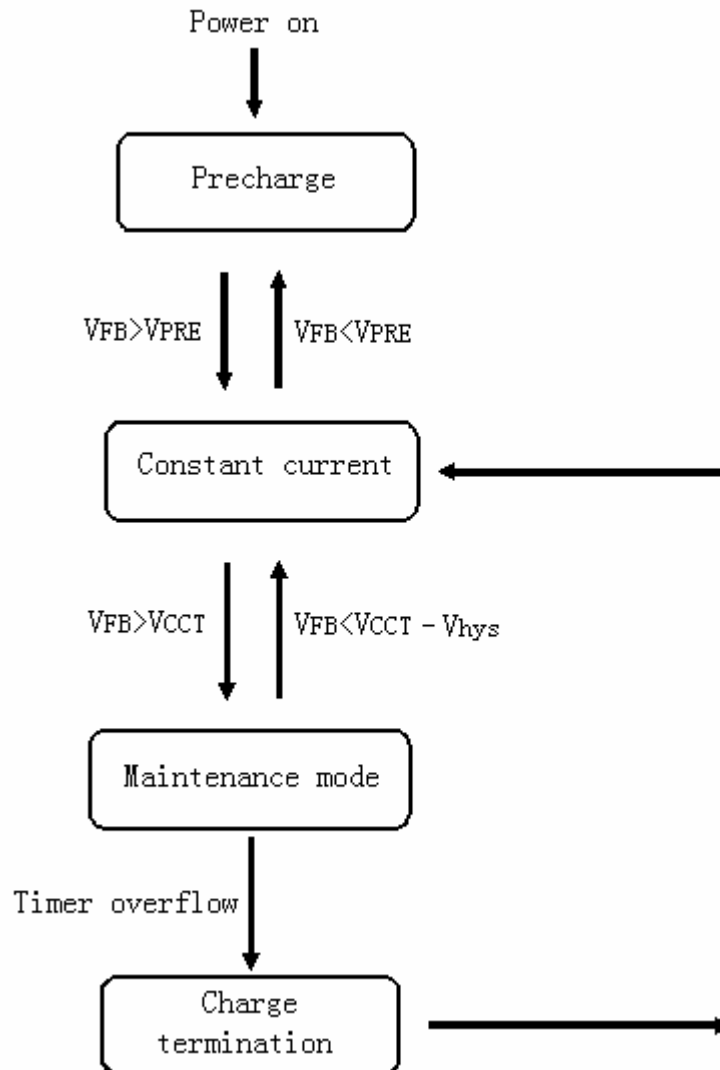 Power on
Precharge
VFB>VPRE
VFB<VPRE
Constant current
VFB>VCCT
VFB<VCCT - Vhys
Maintenance mode
Timer overflow
Charge
termination